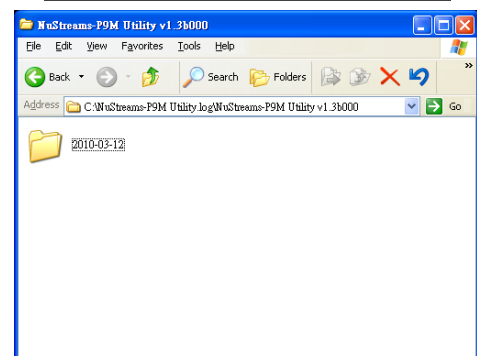 NuStreams-P9M Utility v1.3b000
File Edit View Favorites Tools Help
Back Search Folders »
Address C:\NuStreams-P9M Utility.log\NuStreams-P9M Utility v1.3b000 Go
2010-03-12